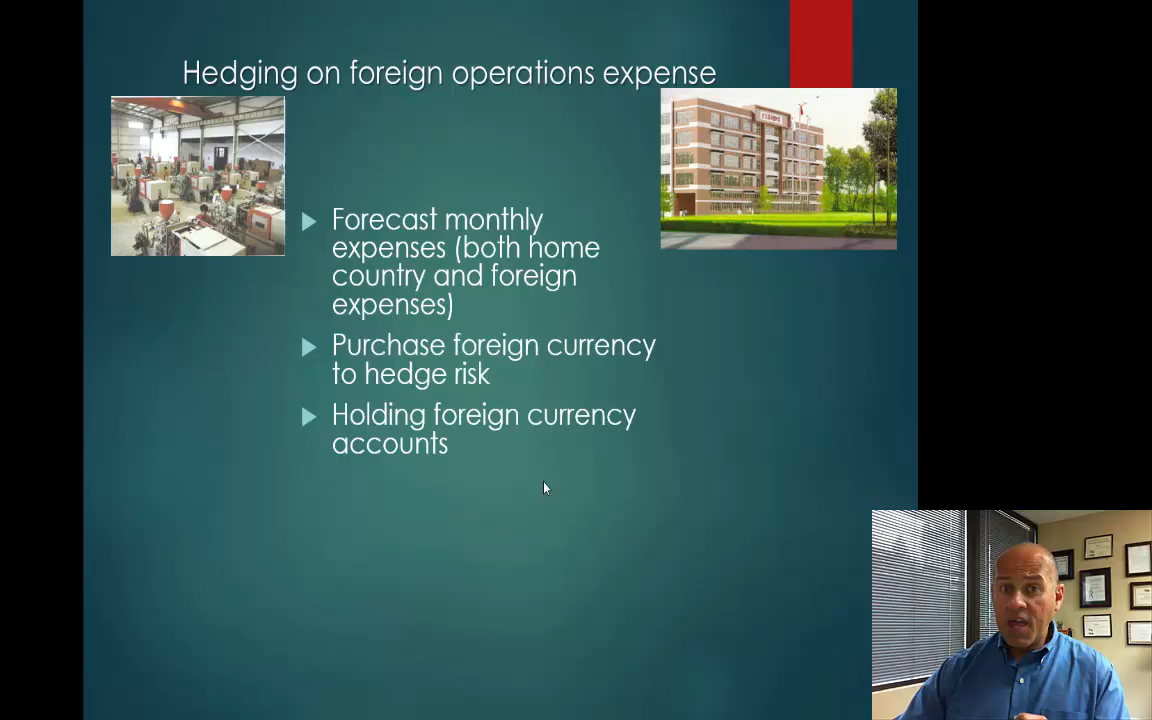 Hedging on foreign operations expense
Forecast monthly
expenses (both home
country and foreign
expenses)
Purchase foreign currency
to hedge risk
Holding foreign currency
accounts